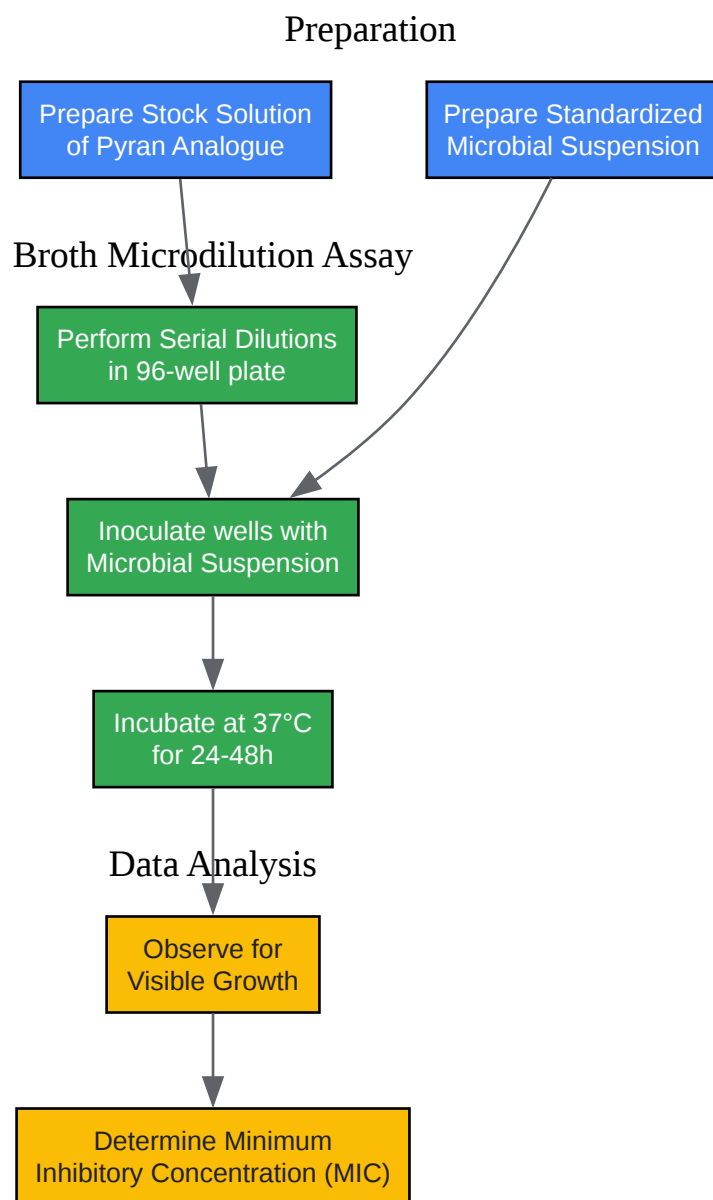 Preparation
Prepare Stock Solution
of Pyran Analogue
Prepare Standardized
Microbial Suspension
Broth Microdilution Assay
Perform Serial Dilutions
in 96-well plate
Inoculate wells with
Microbial Suspension
Incubate at 37°C
for 24-48h
Data Analysis
Observe for
Visible Growth
Determine Minimum
Inhibitory Concentration (MIC)